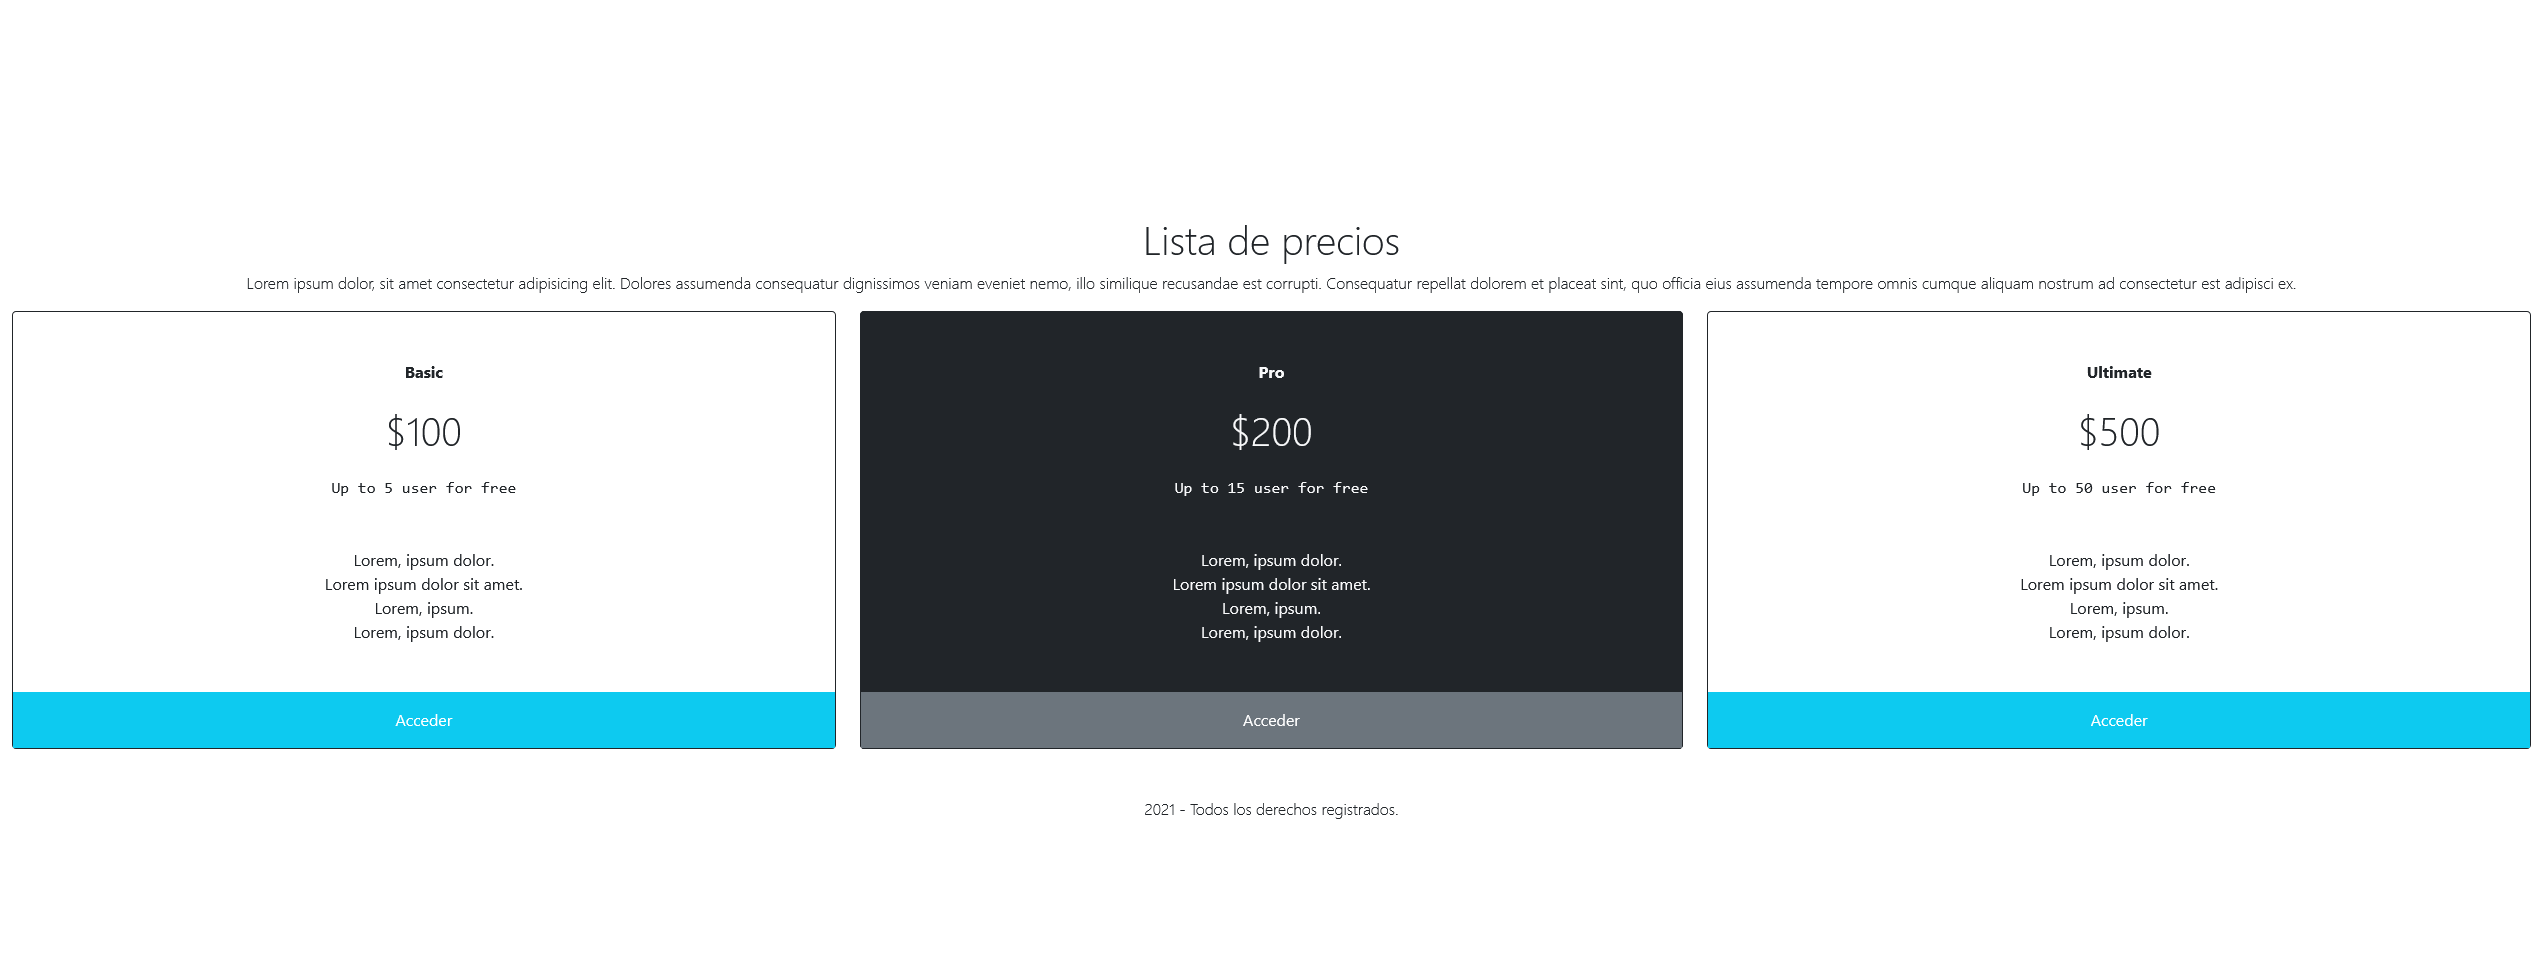 Lista de precios
Lorem ipsum dolor, sit amet consectetur adipisicing elit. Dolores assumenda consequatur dignissimos veniam eveniet nemo, illo similique recusandae est corrupti. Consequatur repellat dolorem et placeat sint, quo officia eius assumenda tempore omnis cumque aliquam nostrum ad consectetur est adipisci ex.
Basic
$100
Up to 5 user for free
Lorem, ipsum dolor.
Lorem ipsum dolor sit amet.
Lorem, ipsum.
Lorem, ipsum dolor.
Acceder
Pro
$200
Up to 15 user for free
Lorem, ipsum dolor.
Lorem ipsum dolor sit amet.
Lorem, ipsum.
Lorem, ipsum dolor.
Acceder
Ultimate
$500
Up to 50 user for free
Lorem, ipsum dolor.
Lorem ipsum dolor sit amet.
Lorem, ipsum.
Lorem, ipsum dolor.
Acceder
2021 - Todos los derechos registrados.